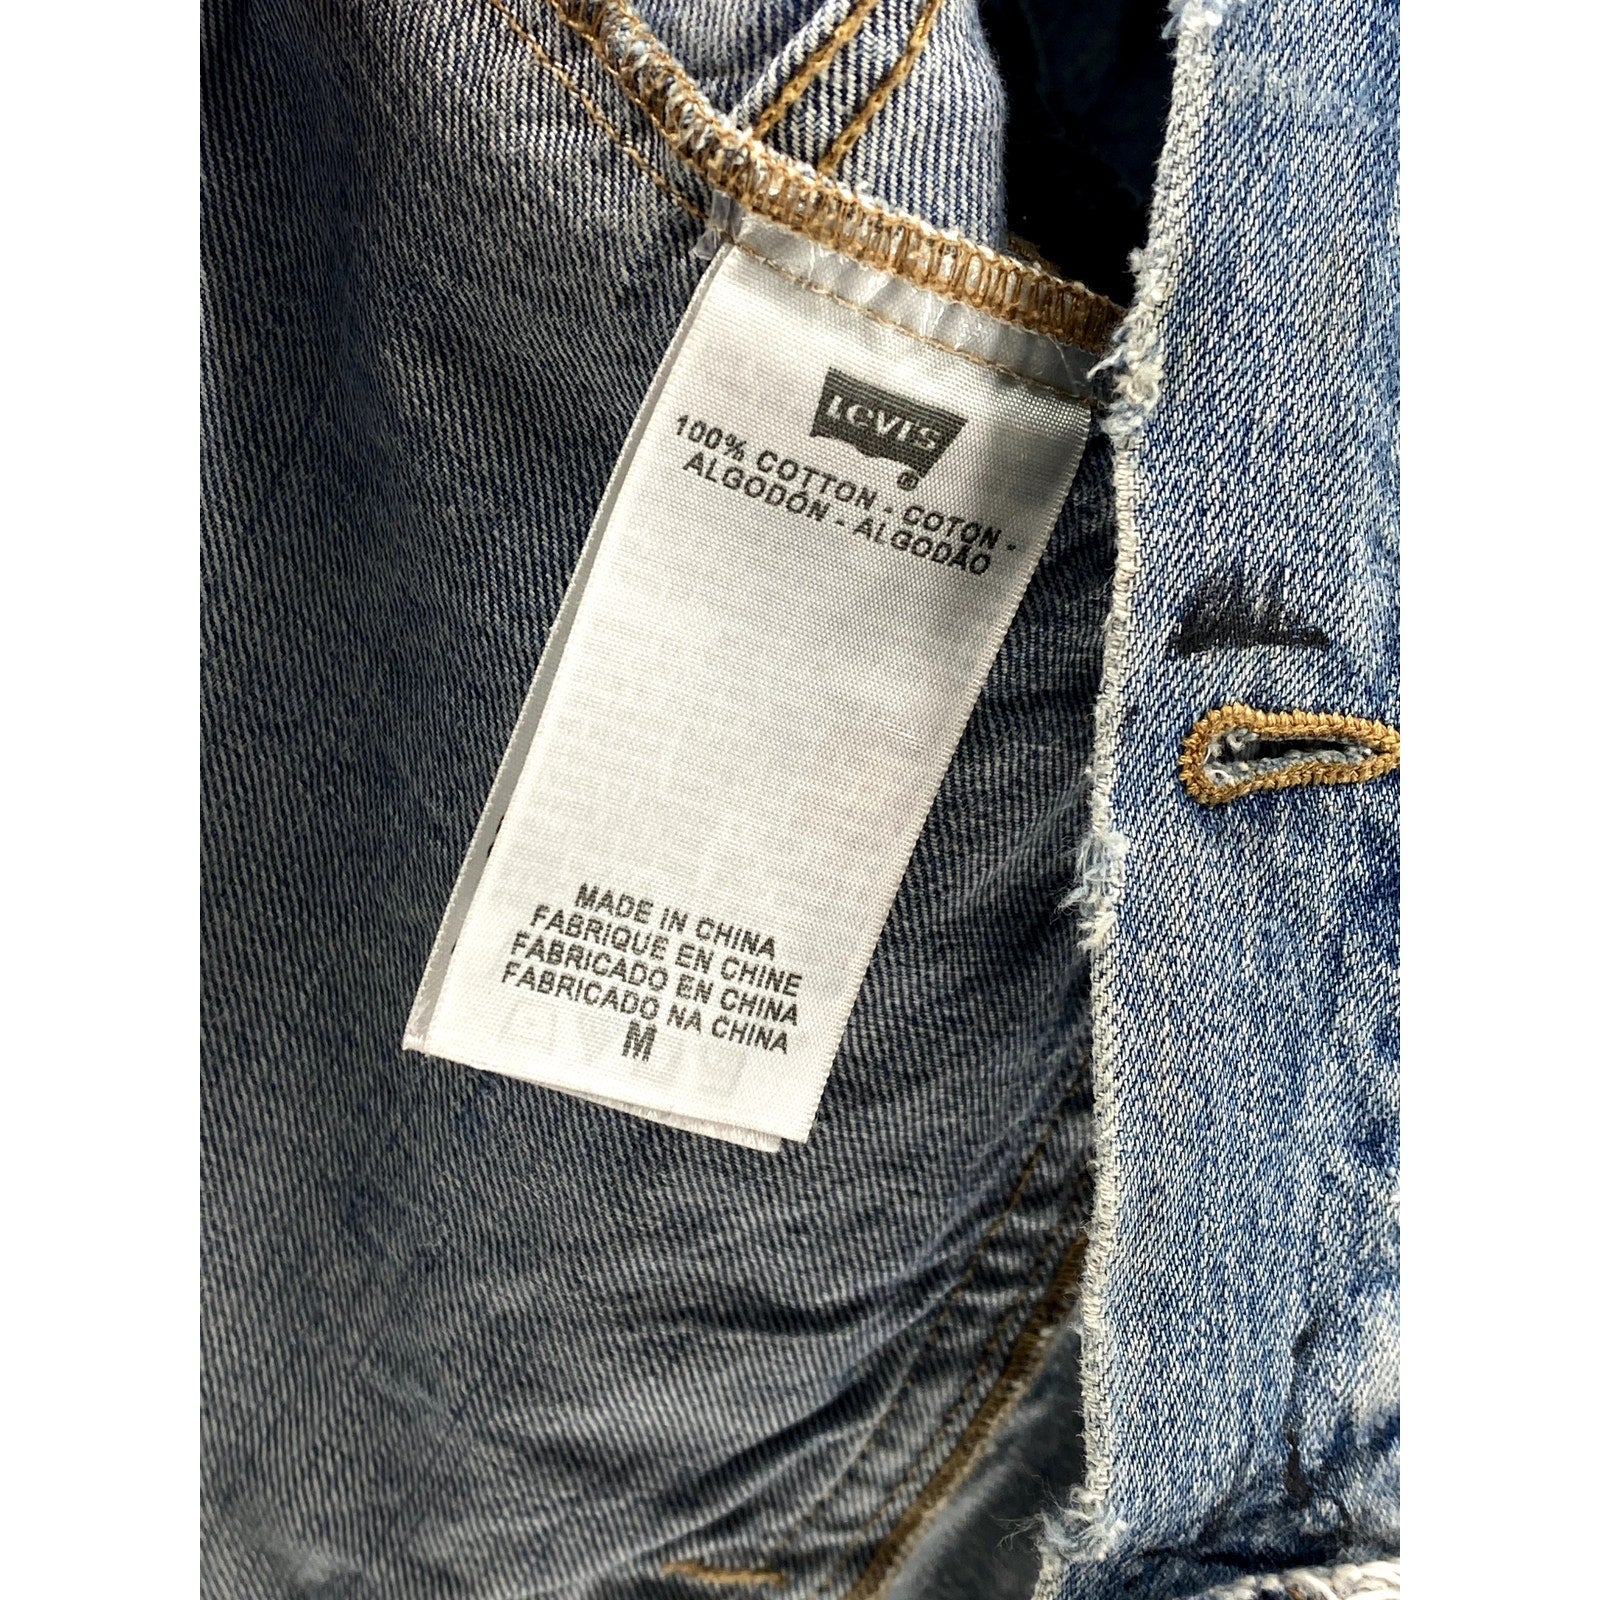 Levi's
®
100% COTTON - COTON -
ALGODÓN - ALGODÃO
MADE IN CHINA
FABRIQUE EN CHINE
FABRICADO EN CHINA
FABRICADO NA CHINA
M